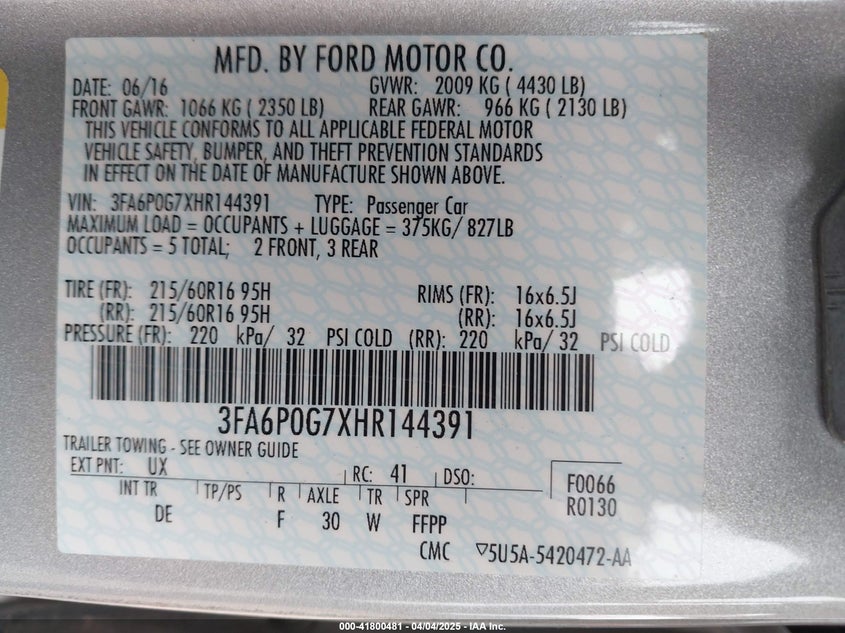 MFD. BY FORD MOTOR CO.
DATE: 06/16 GVWR: 2009 KG ( 4430 LB)
FRONT GAWR: 1066 KG ( 2350 LB) REAR GAWR: 966 KG ( 2130 LB)
THIS VEHICLE CONFORMS TO ALL APPLICABLE FEDERAL MOTOR
VEHICLE SAFETY, BUMPER, AND THEFT PREVENTION STANDARDS
IN EFFECT ON THE DATE OF MANUFACTURE SHOWN ABOVE.
VIN: 3FA6P0G7XHR144391 TYPE: Passenger Car
MAXIMUM LOAD = OCCUPANTS + LUGGAGE = 375KG/ 827LB
OCCUPANTS = 5 TOTAL; 2 FRONT, 3 REAR
TIRE (FR): 215/60R16 95H RIMS (FR): 16x6.5J
(RR): 215/60R16 95H (RR): 16x6.5J
PRESSURE (FR): 220 kPa/ 32 PSI COLD (RR): 220 kPa/ 32 PSI COLD
3FA6P0G7XHR144391
TRAILER TOWING - SEE OWNER GUIDE
EXT PNT: UX RC: 41 DSO: F0066
INT TR TP/PS R AXLE TR SPR R0130
DE F 30 W FFPP
CMC ▽5U5A-5420472-AA
000-41800481 - 04/04/2025 - IAA Inc.